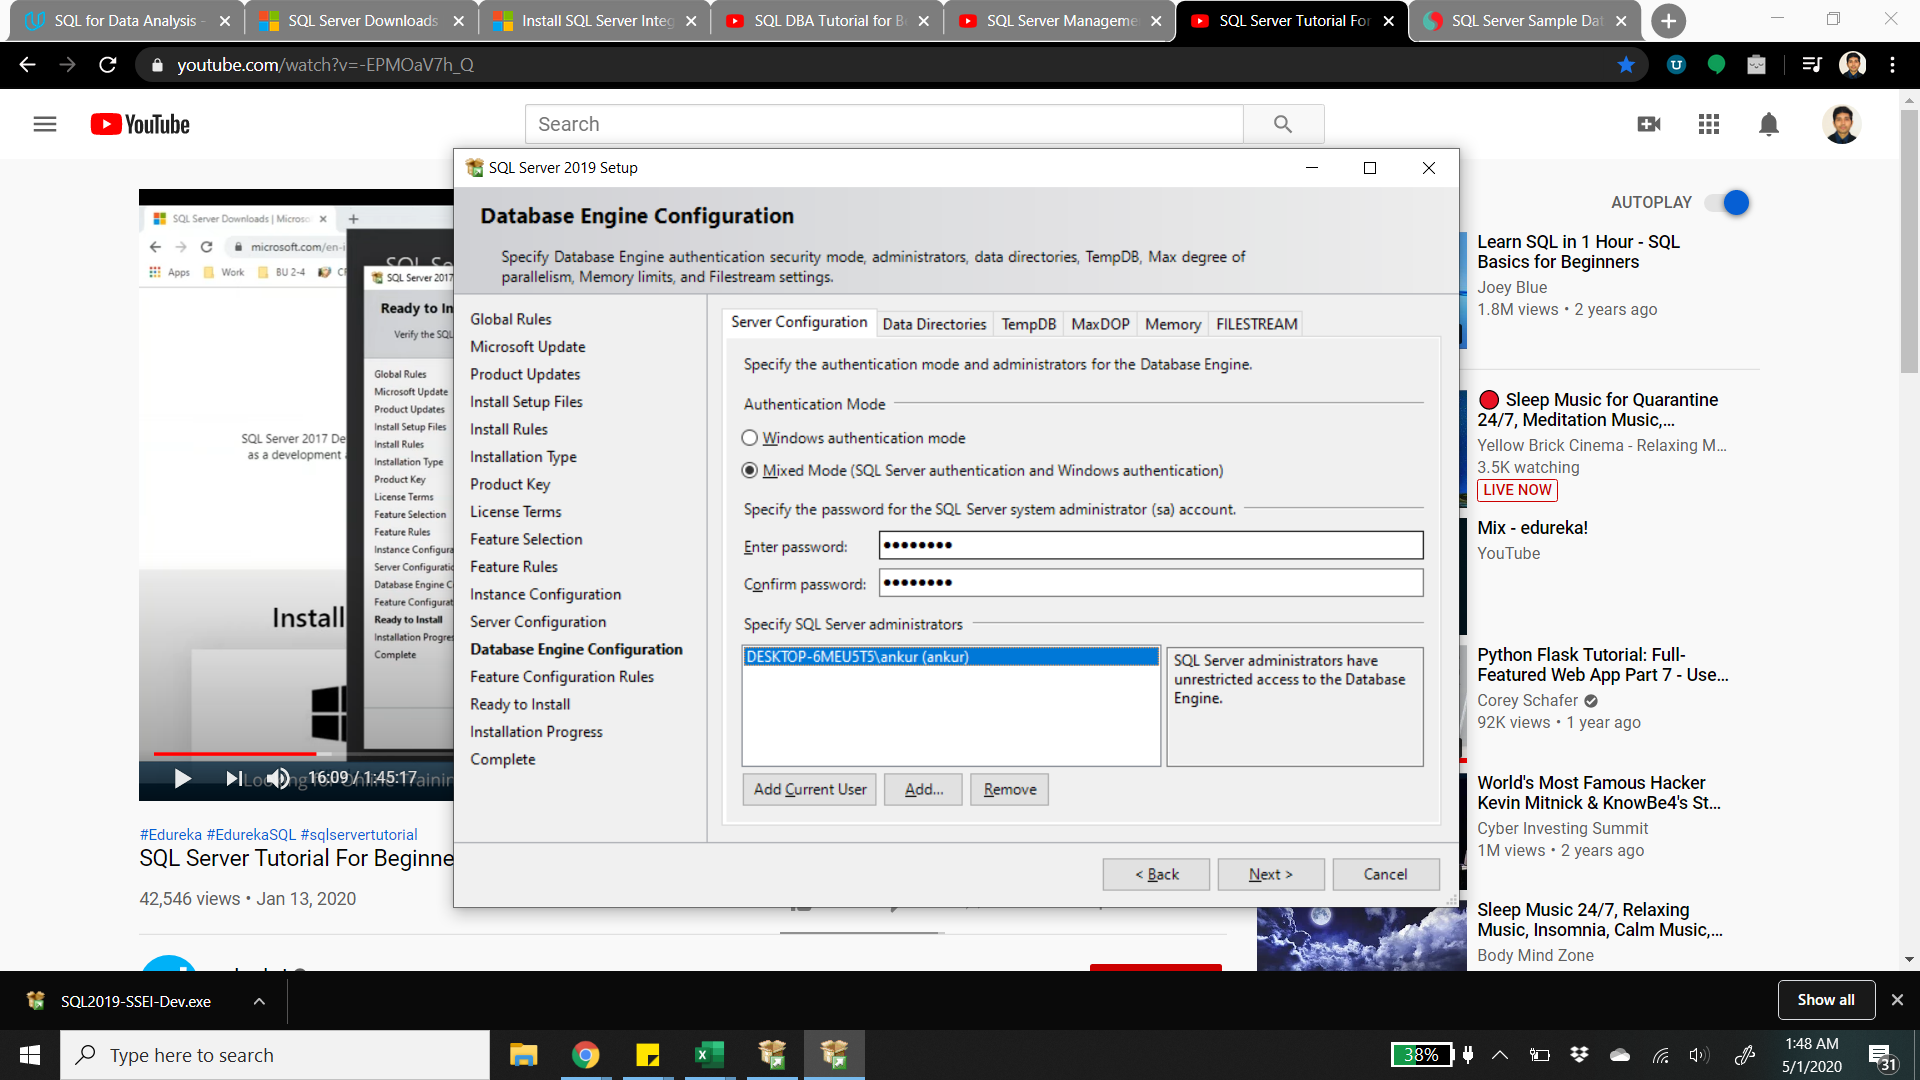 SQL for Data Analysis -
SQL Server Downloads
Install SQL Server Integ
SQL DBA Tutorial for B
SQL Server Manageme
SQL Server Tutorial For
SQL Server Sample Dat
youtube.com/watch?v=-EPMOaV7h_Q
YouTube
Search
SQL Server Downloads | Micros
microsoft.com/en-i
Apps
Work
BU 2-4
SQL Server 2017
Ready to In
Verify the SQL
Global Rules
Microsoft Update
Product Updates
Install Setup Files
Install Rules
Installation Type
Product Key
License Terms
Feature Selection
Feature Rules
Instance Configura
Server Configuratio
Database Engine C
Feature Configurat
Ready to Install
Installation Progres
Complete
SQL Server 2017 De
as a development a
Install
16:09 / 1:45:17
#Edureka #EdurekaSQL #sqlservertutorial
SQL Server Tutorial For Beginne
42,546 views • Jan 13, 2020
SQL Server 2019 Setup
Database Engine Configuration
Specify Database Engine authentication security mode, administrators, data directories, TempDB, Max degree of
parallelism, Memory limits, and Filestream settings.
Global Rules
Microsoft Update
Product Updates
Install Setup Files
Install Rules
Installation Type
Product Key
License Terms
Feature Selection
Feature Rules
Instance Configuration
Server Configuration
Database Engine Configuration
Feature Configuration Rules
Ready to Install
Installation Progress
Complete
Server Configuration
Data Directories
TempDB
MaxDOP
Memory
FILESTREAM
Specify the authentication mode and administrators for the Database Engine.
Authentication Mode
Windows authentication mode
Mixed Mode (SQL Server authentication and Windows authentication)
Specify the password for the SQL Server system administrator (sa) account.
Enter password: ●●●●●●●●
Confirm password: ●●●●●●●●
Specify SQL Server administrators
DESKTOP-6MEU5T5\ankur (ankur)
SQL Server administrators have
unrestricted access to the Database
Engine.
Add Current User
Add...
Remove
< Back
Next >
Cancel
AUTOPLAY
Learn SQL in 1 Hour - SQL
Basics for Beginners
Joey Blue
1.8M views • 2 years ago
Sleep Music for Quarantine
24/7, Meditation Music,...
Yellow Brick Cinema - Relaxing M...
3.5K watching
LIVE NOW
Mix - edureka!
YouTube
Python Flask Tutorial: Full-
Featured Web App Part 7 - Use...
Corey Schafer
92K views • 1 year ago
World's Most Famous Hacker
Kevin Mitnick & KnowBe4's St...
Cyber Investing Summit
1M views • 2 years ago
Sleep Music 24/7, Relaxing
Music, Insomnia, Calm Music,...
Body Mind Zone
SQL2019-SSEI-Dev.exe
Show all
Type here to search
38%
1:48 AM
5/1/2020
31